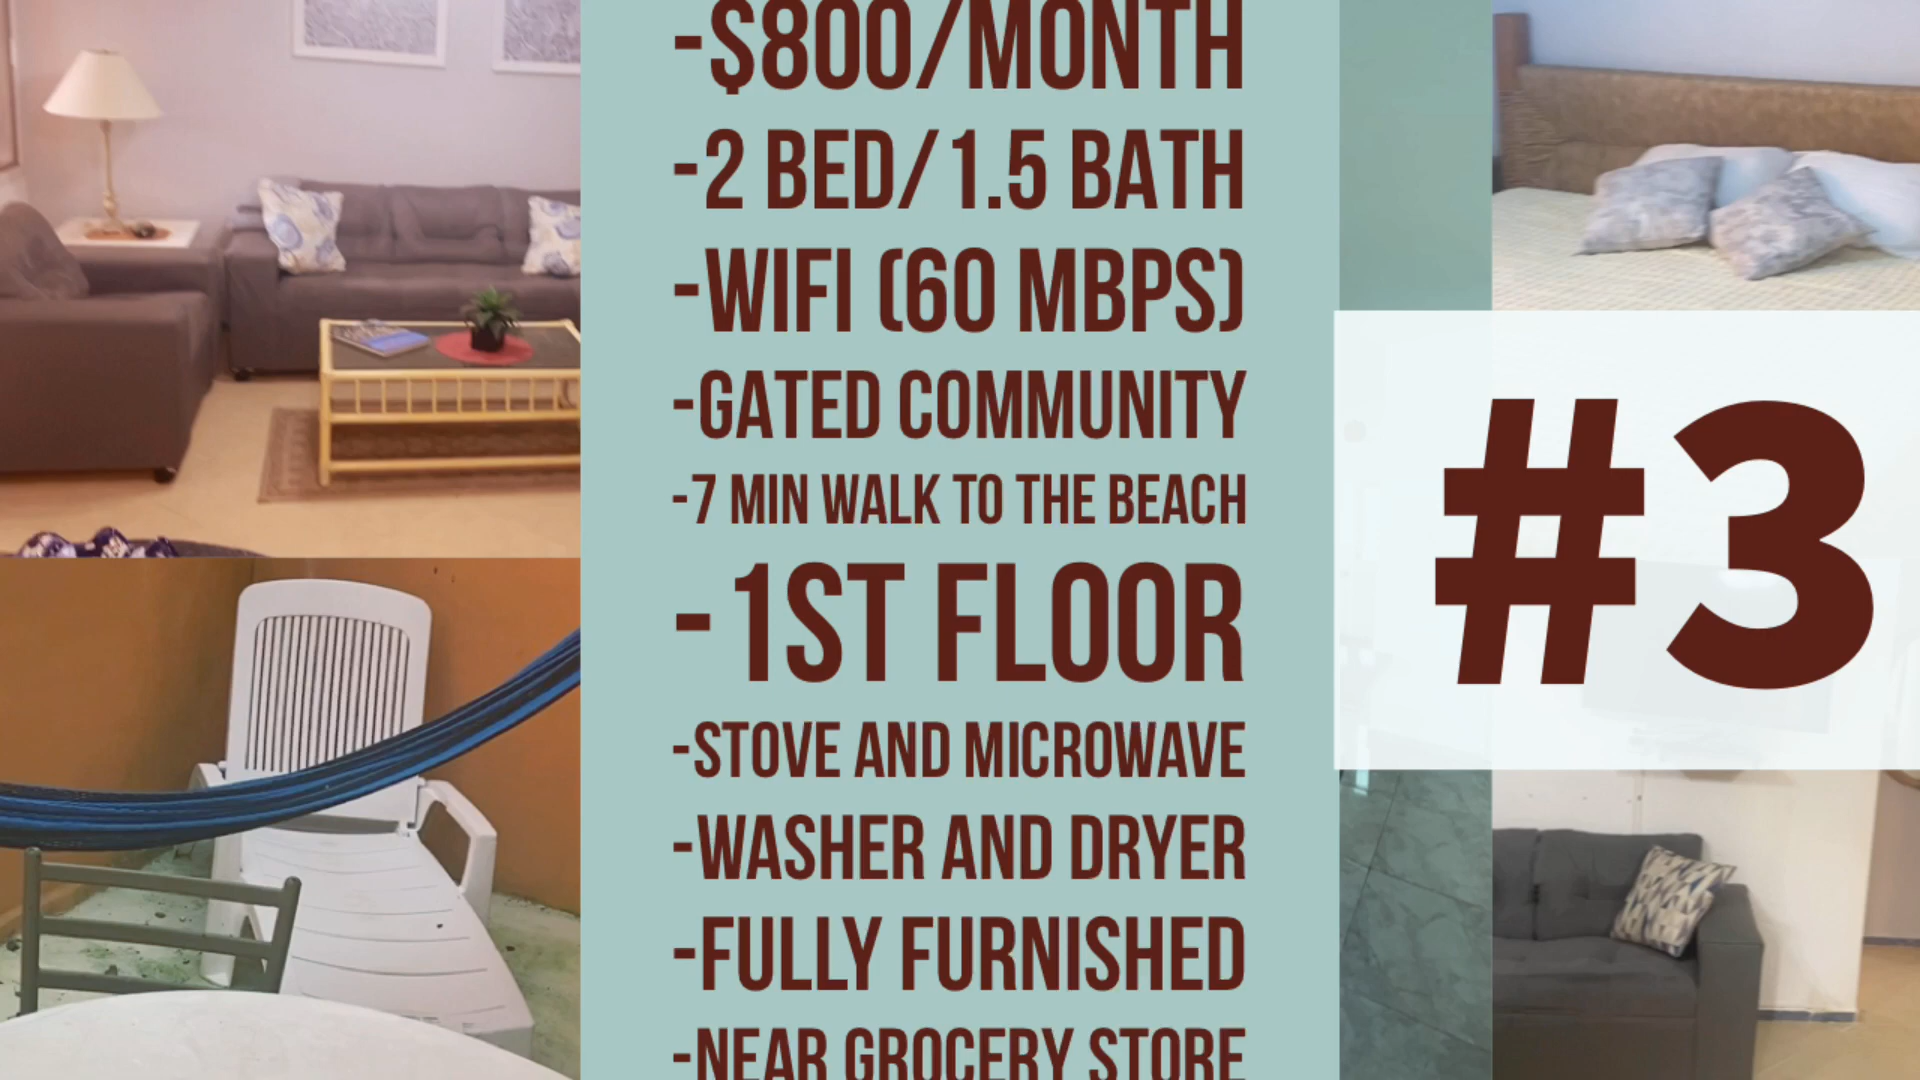 -$800/MONTH
-2 BED/1.5 BATH
-WIFI (60 MBPS)
-GATED COMMUNITY
-7 MIN WALK TO THE BEACH
-1ST FLOOR
-STOVE AND MICROWAVE
-WASHER AND DRYER
-FULLY FURNISHED
-NEAR GROCERY STORE
#3